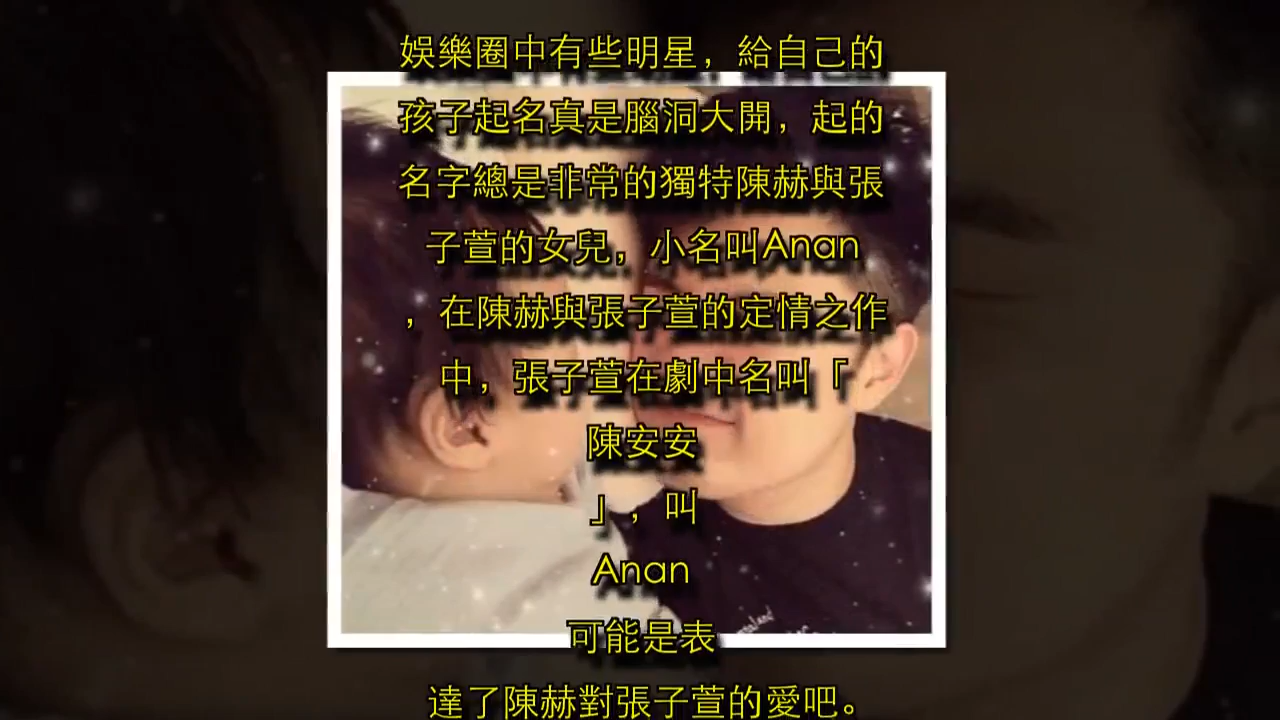 娛樂圈中有些明星，給自己的
孩子起名真是腦洞大開，起的
名字總是非常的獨特陳赫與張
子萱的女兒，小名叫Anan
，在陳赫與張子萱的定情之作
中，張子萱在劇中名叫「
陳安安
」，叫
Anan
可能是表
達了陳赫對張子萱的愛吧。